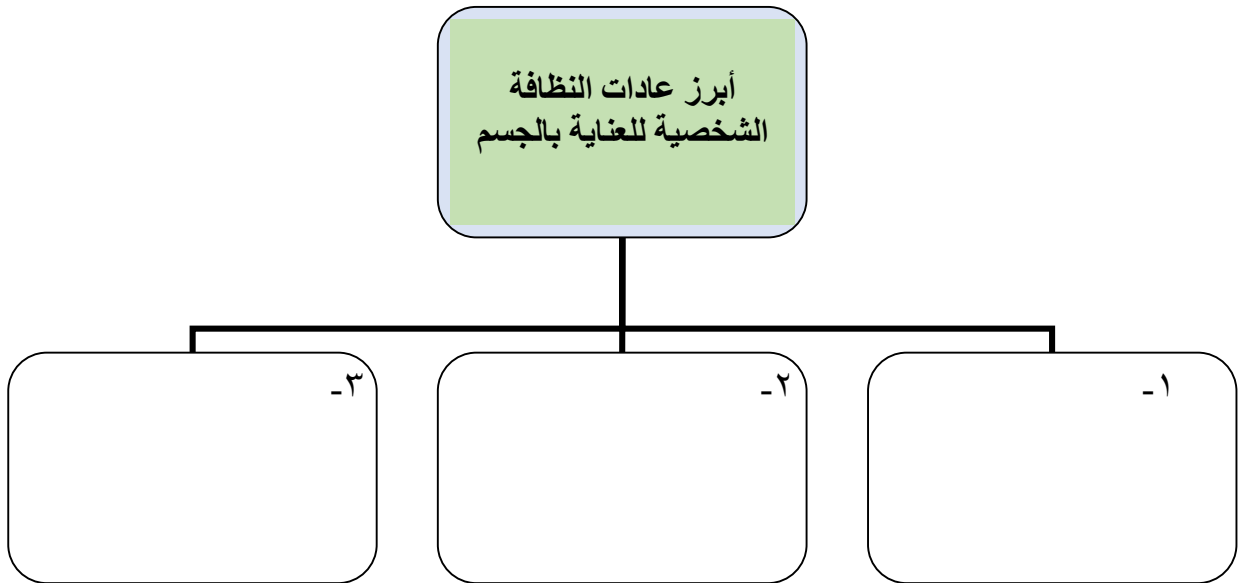 أبرز عادات النظافة
الشخصية للعناية بالجسم
١-
٢-
٣-